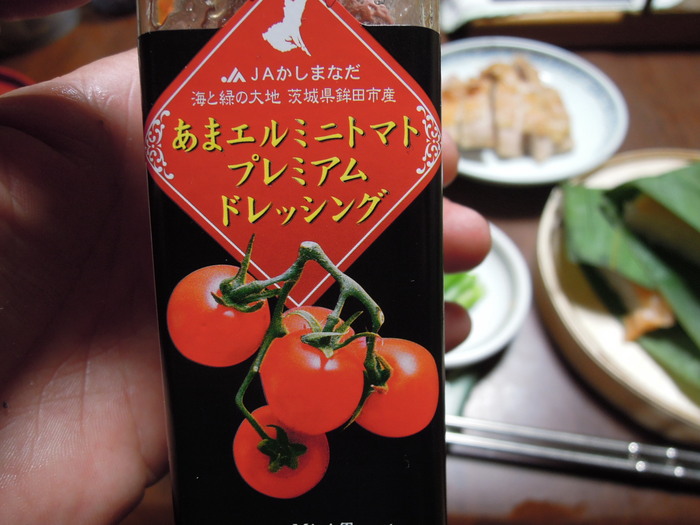 JAかしまなだ
海と緑の大地 茨城県鉾田市産
あまエルミニトマト
プレミアム
ドレッシング